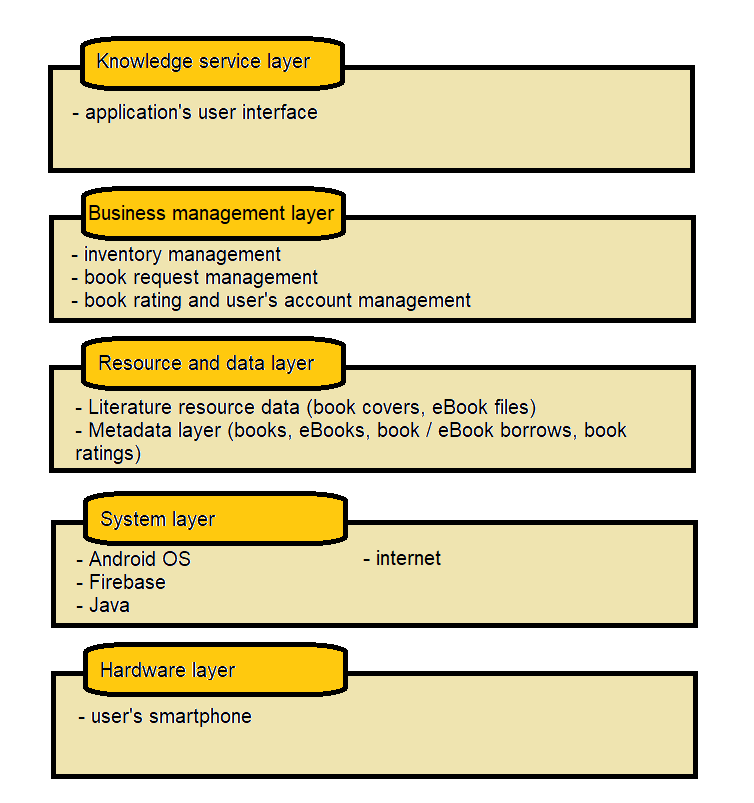 Knowledge service layer
- application's user interface
Business management layer
- inventory management
- book request management
- book rating and user's account management
Resource and data layer
- Literature resource data (book covers, eBook files)
- Metadata layer (books, eBooks, book / eBook borrows, book
ratings)
System layer
- Android OS
- Firebase
- Java
- internet
Hardware layer
- user's smartphone